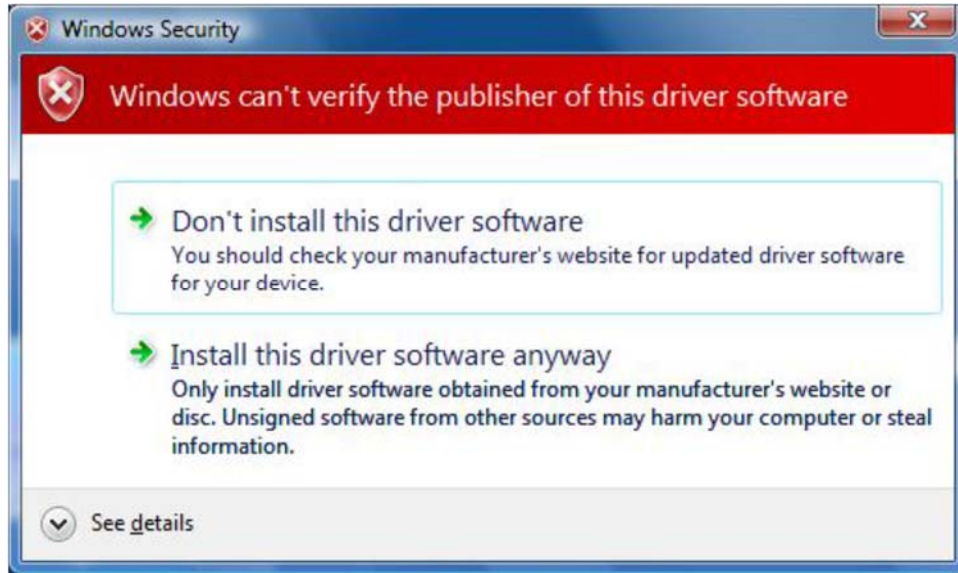 Windows Security
Windows can't verify the publisher of this driver software
Don't install this driver software
You should check your manufacturer's website for updated driver software
for your device.
Install this driver software anyway
Only install driver software obtained from your manufacturer's website or
disc. Unsigned software from other sources may harm your computer or steal
information.
See details